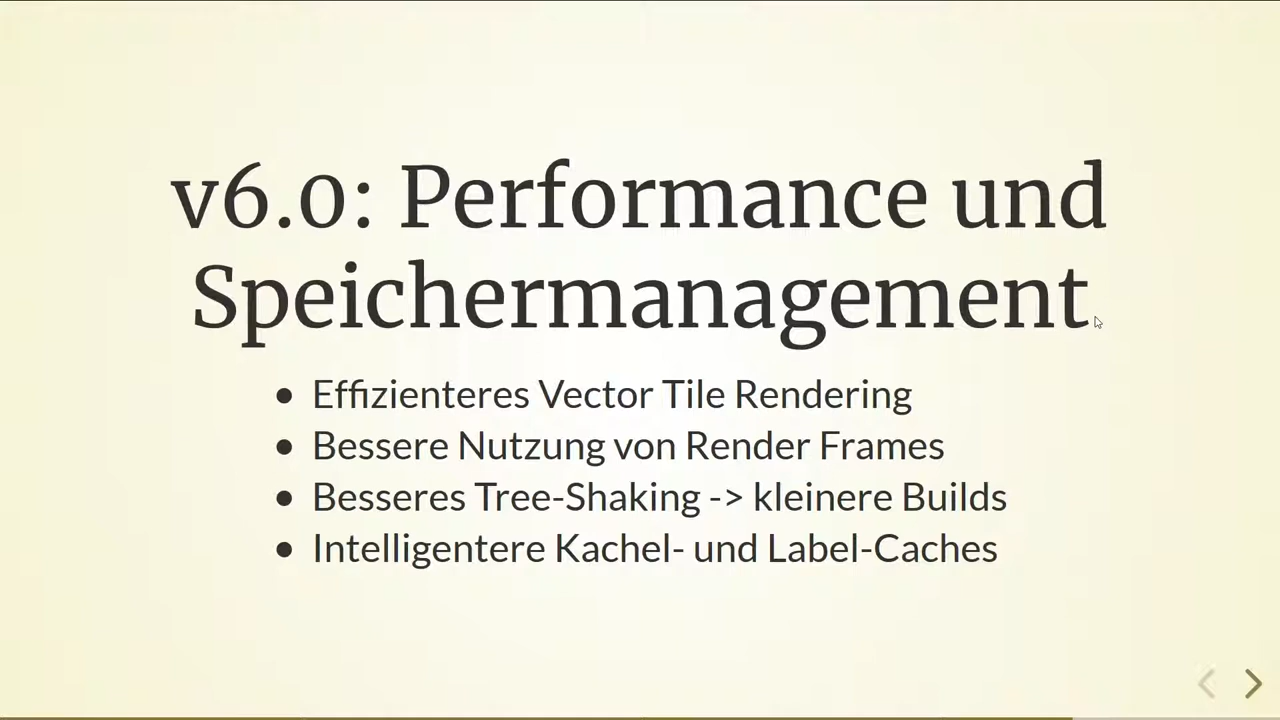 v6.0: Performance und
Speichermanagement
Effizienteres Vector Tile Rendering
Bessere Nutzung von Render Frames
Besseres Tree-Shaking -> kleinere Builds
Intelligentere Kachel- und Label-Caches